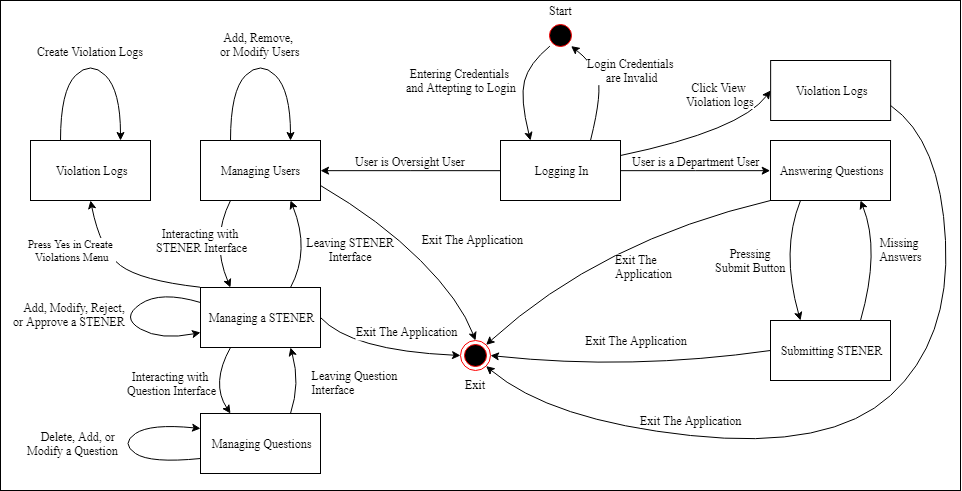 Start
Create Violation Logs
Add, Remove,
or Modify Users
Entering Credentials
and Attepting to Login
Login Credentials
are Invalid
Click View
Violation logs
Violation Logs
Violation Logs
Managing Users
User is Oversight User
Logging In
User is a Department User
Answering Questions
Press Yes in Create
Violations Menu
Interacting with
STENER Interface
Leaving STENER
Interface
Exit The Application
Exit The
Application
Pressing
Submit Button
Missing
Answers
Add, Modify, Reject,
or Approve a STENER
Managing a STENER
Exit The Application
Exit The Application
Submitting STENER
Interacting with
Question Interface
Leaving Question
Interface
Exit
Delete, Add, or
Modify a Question
Managing Questions
Exit The Application